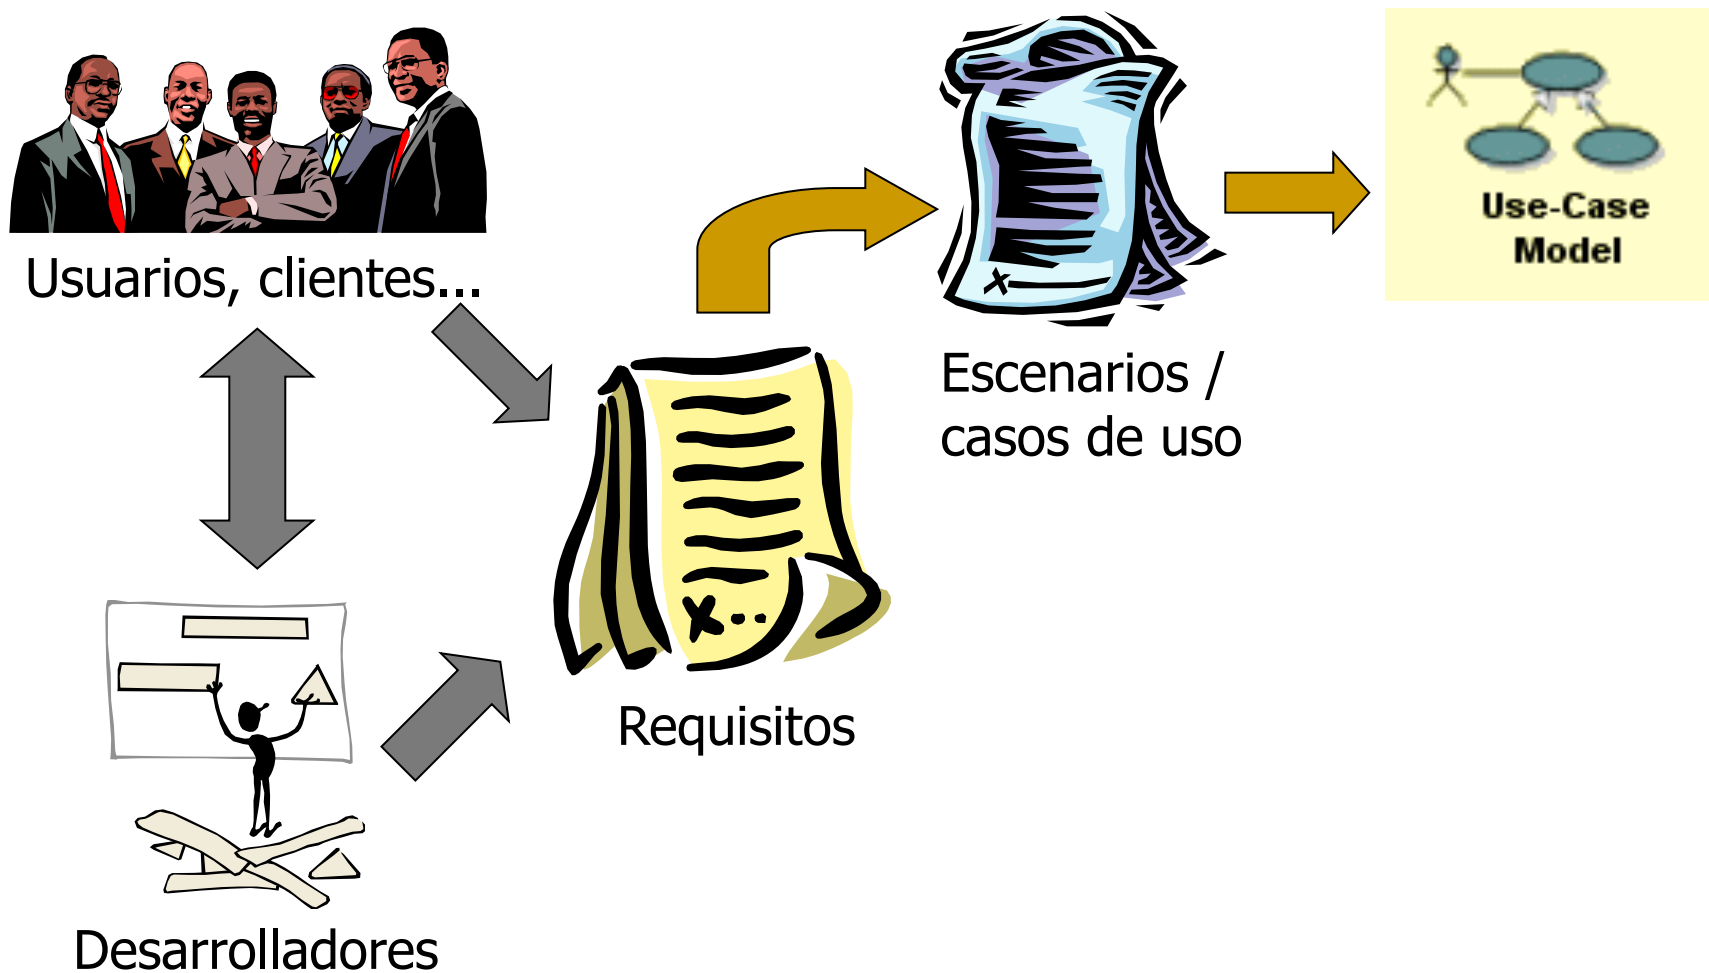 Usuarios, clientes...
Use-Case
Model
Escenarios /
casos de uso
Requisitos
Desarrolladores